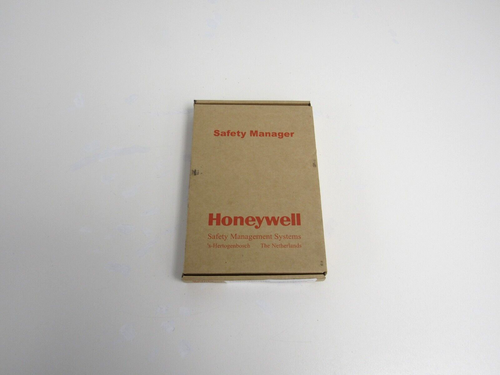 Safety Manager
Honeywell
Safety Management Systems
's-Hertogenbosch The Netherlands